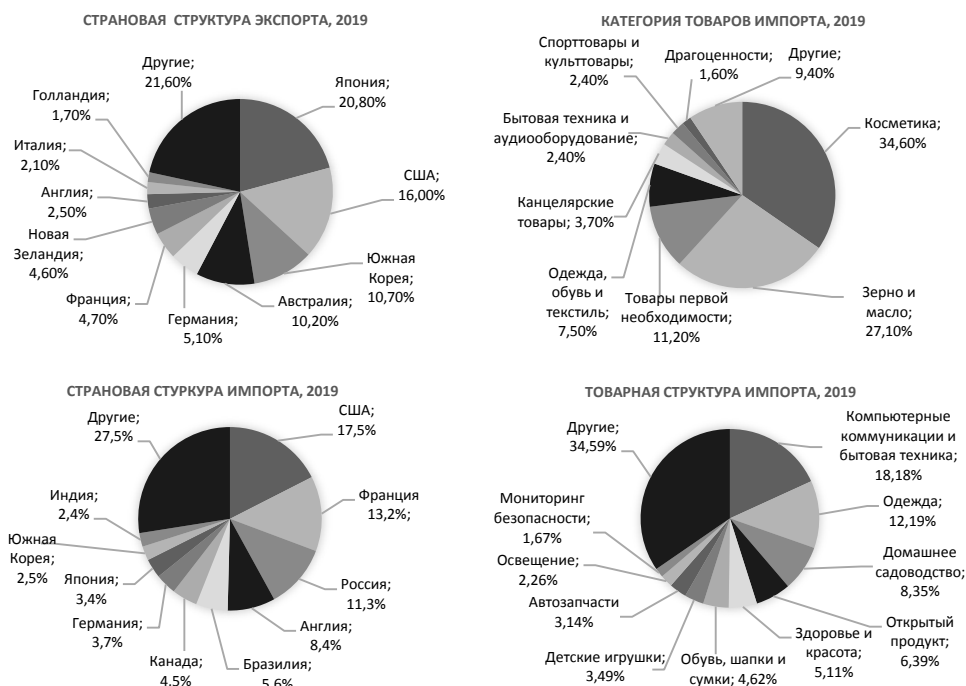 СТРАНОВАЯ СТРУКТУРА ЭКСПОРТА, 2019
Другие;
21,60%
Япония;
20,80%
Голландия;
1,70%
Италия;
2,10%
США;
16,00%
Англия;
2,50%
Новая
Зеландия;
4,60%
Южная
Корея;
10,70%
Франция;
4,70%
Германия;
5,10%
Австралия;
10,20%
КАТЕГОРИЯ ТОВАРОВ ИМПОРТА, 2019
Спорттовары и
культтовары;
2,40%
Драгоценности;
1,60%
Другие;
9,40%
Бытовая техника и
аудиооборудование;
2,40%
Косметика;
34,60%
Канцелярские
товары; 3,70%
Одежда,
обувь и
текстиль;
7,50%
Товары первой
необходимости;
11,20%
Зерно и
масло;
27,10%
СТРАНОВАЯ СТУРКУРА ИМПОРТА, 2019
Другие;
27,5%
США;
17,5%
Индия;
2,4%
Франция
13,2%;
Южная
Корея;
2,5%
Япония;
3,4%
Россия;
11,3%
Германия;
3,7%
Англия;
8,4%
Канада;
4,5%
Бразилия;
5,6%
ТОВАРНАЯ СТРУКТУРА ИМПОРТА, 2019
Другие;
34,59%
Компьютерные
коммуникации и
бытовая техника;
18,18%
Мониторинг
безопасности;
1,67%
Одежда;
12,19%
Освещение;
2,26%
Домашнее
садоводство;
8,35%
Автозапчасти
3,14%
Открытый
продукт;
6,39%
Детские игрушки;
3,49%
Обувь, шапки и
сумки; 4,62%
Здоровье и
красота;
5,11%